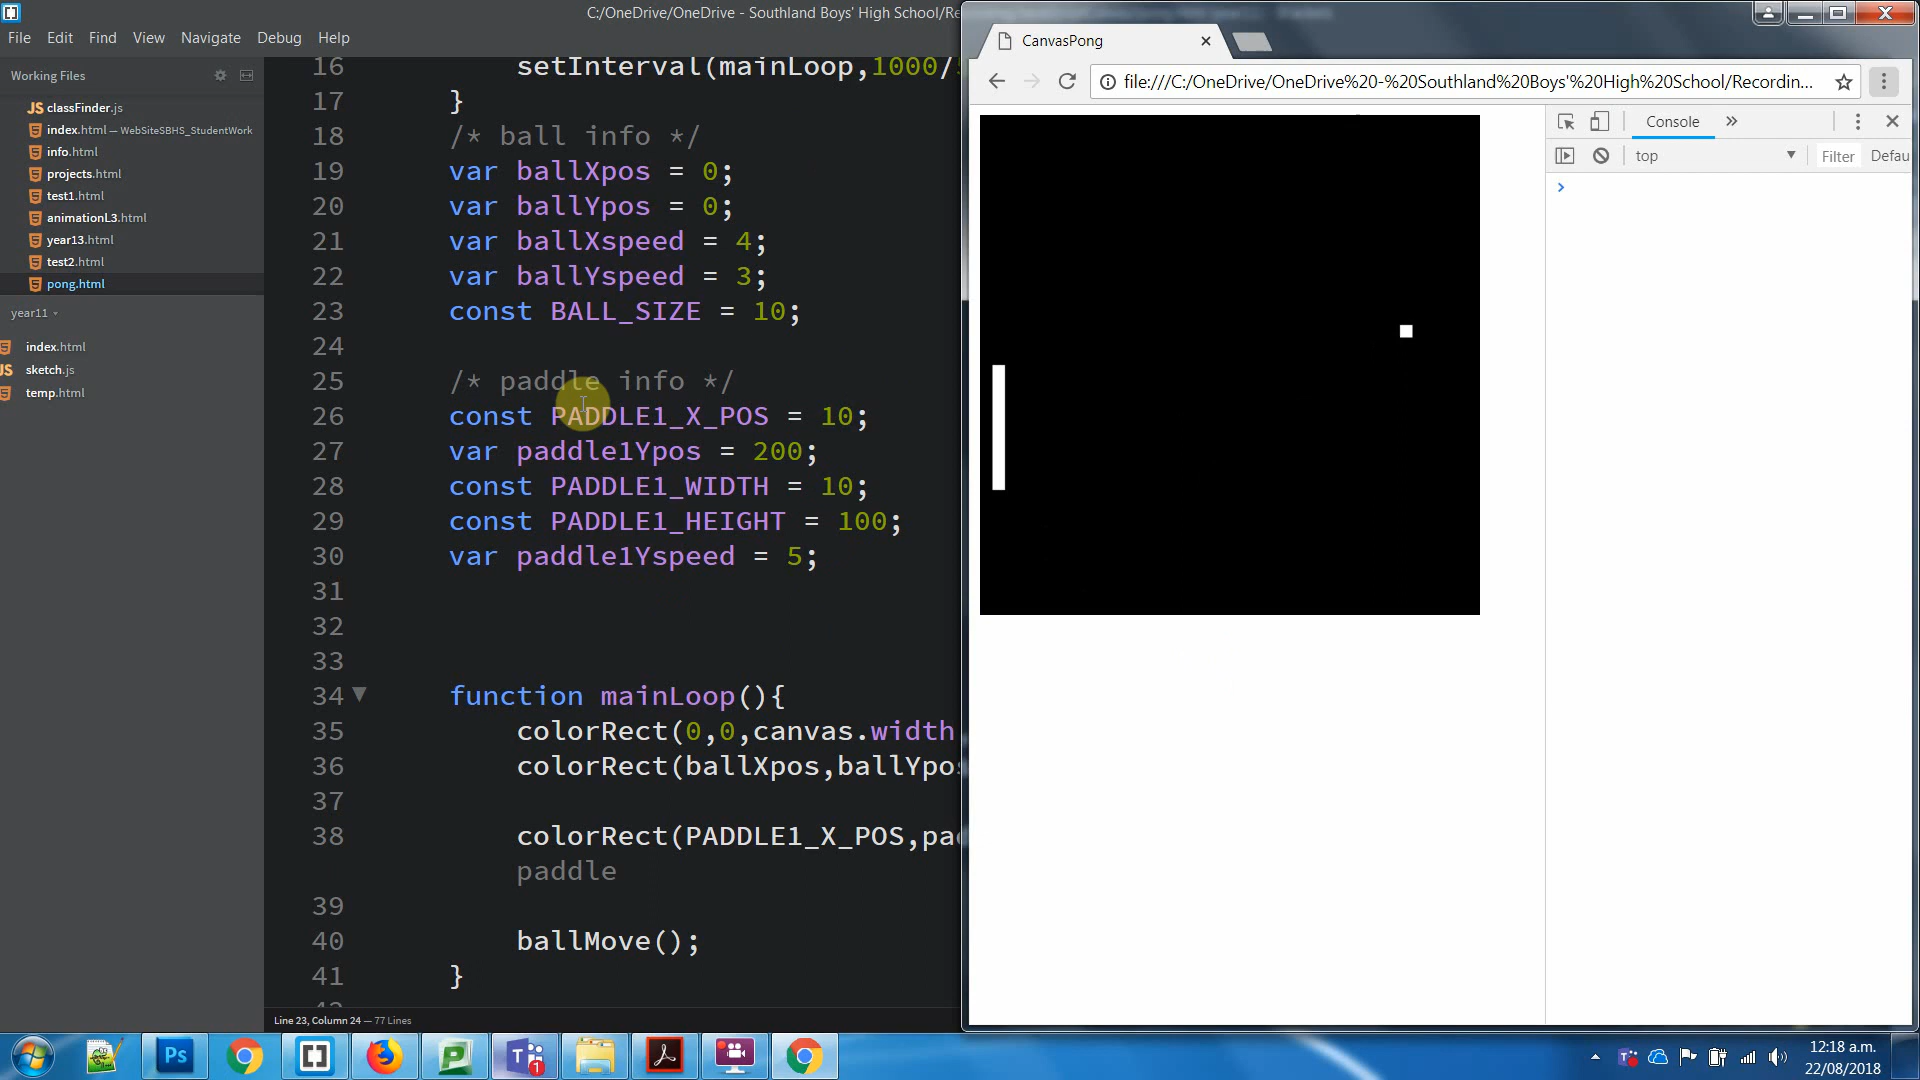 C:/OneDrive/OneDrive - Southland Boys' High School/Re
File Edit Find View Navigate Debug Help
Working Files
classFinder.js
index.html — WebSiteSBHS_StudentWork
info.html
projects.html
test1.html
animationL3.html
year13.html
test2.html
pong.html
year11
index.html
JS sketch.js
temp.html
16 setInterval(mainLoop,1000/
17 }
18 /* ball info */
19 var ballXpos = 0;
20 var ballYpos = 0;
21 var ballXspeed = 4;
22 var ballYspeed = 3;
23 const BALL_SIZE = 10;
24
25 /* paddle info */
26 const PADDLE1_X_POS = 10;
27 var paddle1Ypos = 200;
28 const PADDLE1_WIDTH = 10;
29 const PADDLE1_HEIGHT = 100;
30 var paddle1Yspeed = 5;
31
32
33
34 function mainLoop(){
35 colorRect(0,0,canvas.width
36 colorRect(ballXpos,ballYpos
37
38 colorRect(PADDLE1_X_POS,pad
paddle
39
40 ballMove();
41 }
Line 23, Column 24 — 77 Lines
CanvasPong
file:///C:/OneDrive/OneDrive%20-%20Southland%20Boys'%20High%20School/Recordin...
Console »
top Filter Defau
>
Ps
12:18 a.m.
22/08/2018